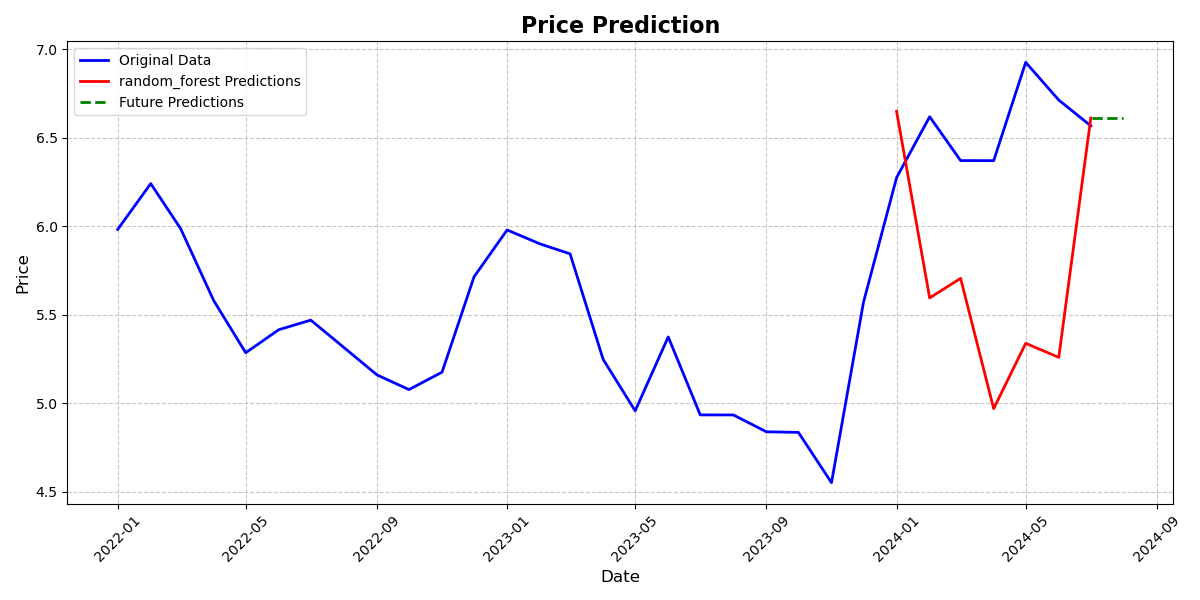 Price Prediction
Original Data
random_forest Predictions
Future Predictions
Price
7.0
6.5
6.0
5.5
5.0
4.5
2022-01
2022-05
2022-09
2023-01
2023-05
2023-09
2024-01
2024-05
2024-09
Date